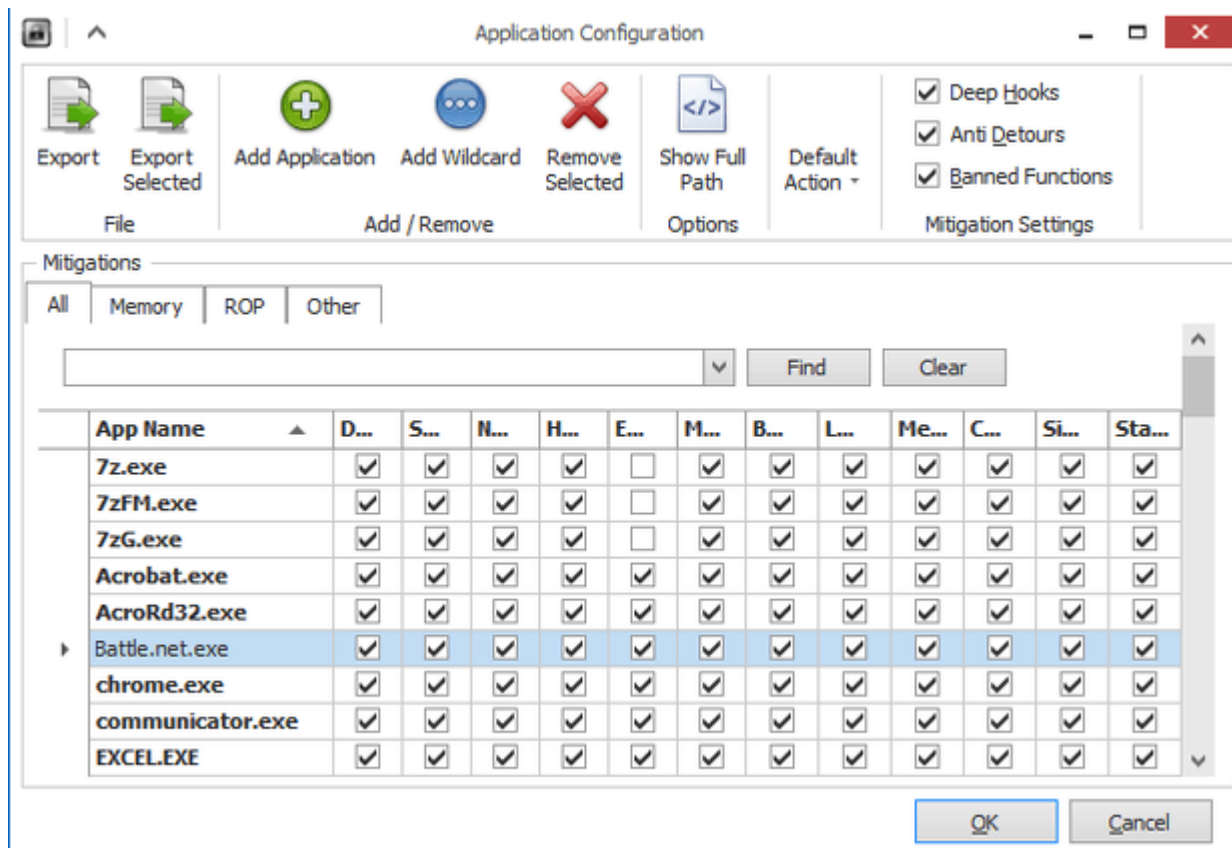 Application Configuration
Deep Hooks
Anti Detours
Banned Functions
Export
Export Selected
Add Application
Add Wildcard
Remove Selected
Show Full Path
Default Action
File
Add / Remove
Options
Mitigation Settings
Mitigations
All Memory ROP Other
Find Clear
App Name D... S... N... H... E... M... B... L... Me... C... Si... Sta...
7z.exe
7zFM.exe
7zG.exe
Acrobat.exe
AcroRd32.exe
Battle.net.exe
chrome.exe
communicator.exe
EXCEL.EXE
OK Cancel